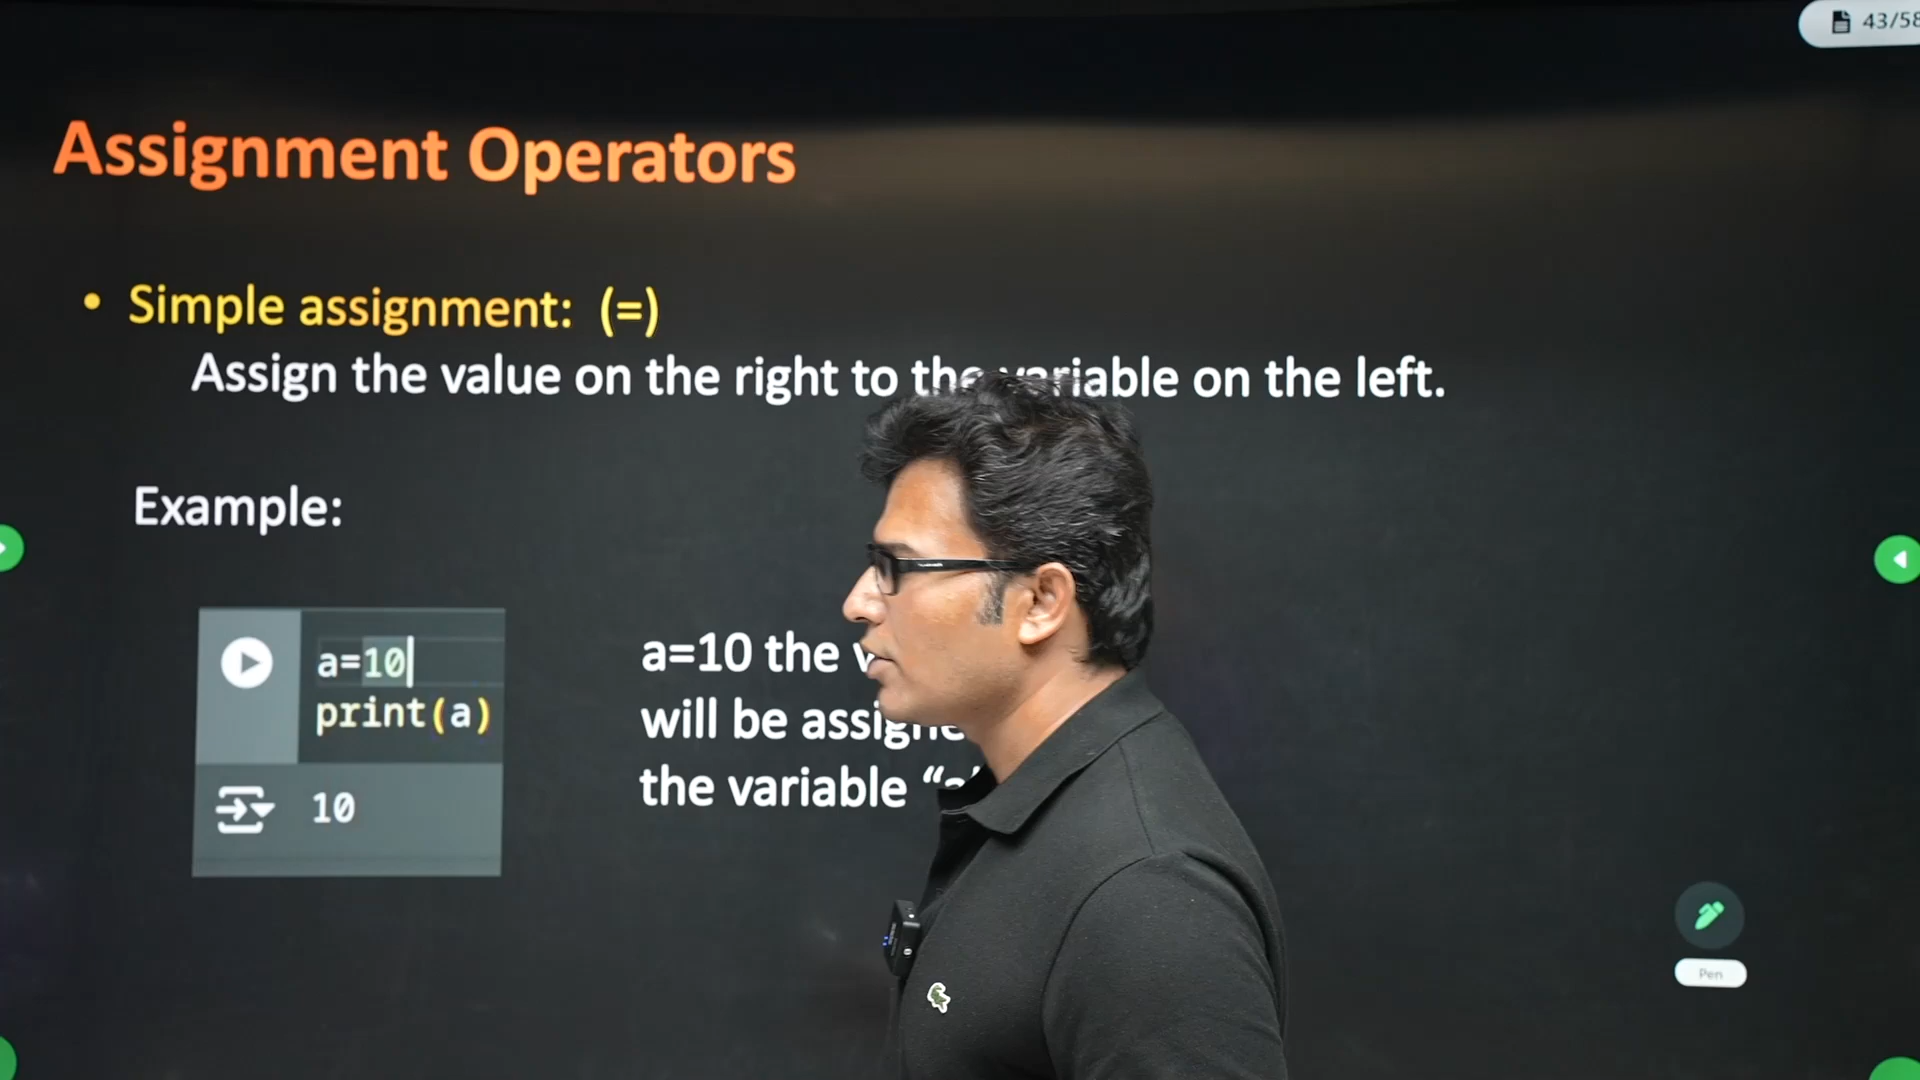 43/58
Assignment Operators
• Simple assignment: (=)
Assign the value on the right to the variable on the left.
Example:
a=10
print(a)
10
a=10 the
will be
the variable
Pen